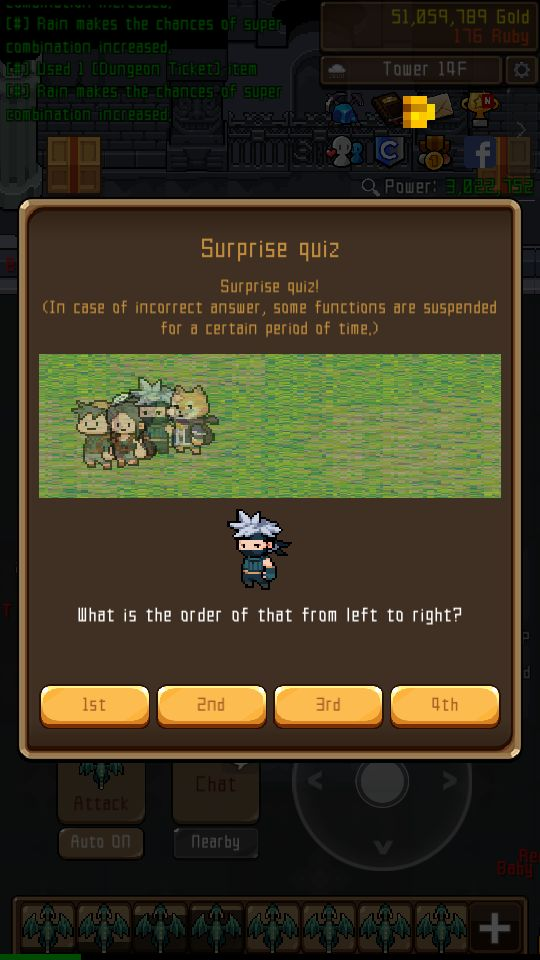 combination increased.
[#] Rain makes the chances of super
combination increased.
[#] Used 1 [Dungeon Ticket] item
[#] Rain makes the chances of super
combination increased.
51,059,789 Gold
176 Ruby
Tower 14F
N
C
f
Power: 3,022,752
Surprise quiz
Surprise quiz!
(In case of incorrect answer, some functions are suspended
for a certain period of time.)
What is the order of that from left to right?
1st
2nd
3rd
4th
Attack
Chat
Auto ON
Nearby